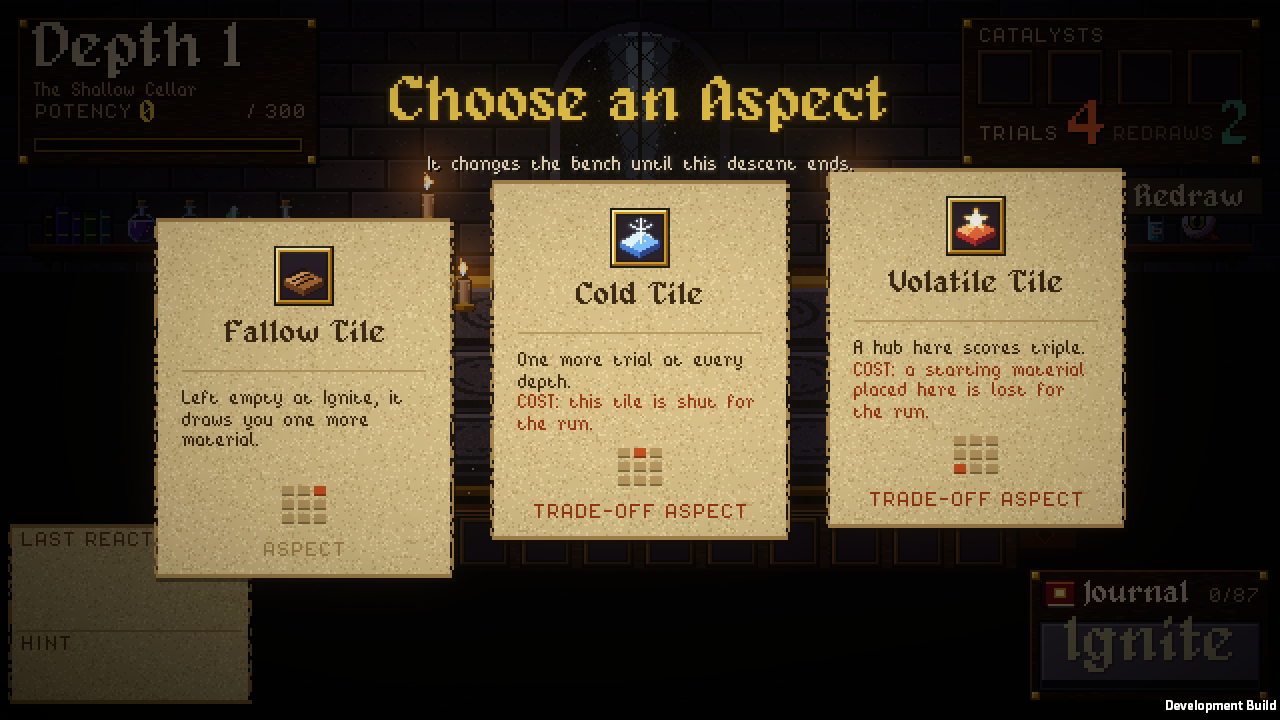 Depth 1
The Shallow Cellar
POTENCY 0 / 300
Choose an Aspect
It changes the bench until this descent ends.
CATALYSTS
TRIALS 4 REDRAWS 2
Redraw
Fallow Tile
Left empty at Ignite, it
draws you one more
material.
ASPECT
Cold Tile
One more trial at every
depth.
COST: this tile is shut for
the run.
TRADE-OFF ASPECT
Volatile Tile
A hub here scores triple.
COST: a starting material
placed here is lost for
the run.
TRADE-OFF ASPECT
LAST REACT
HINT
Journal 0/87
Ignite
Development Build